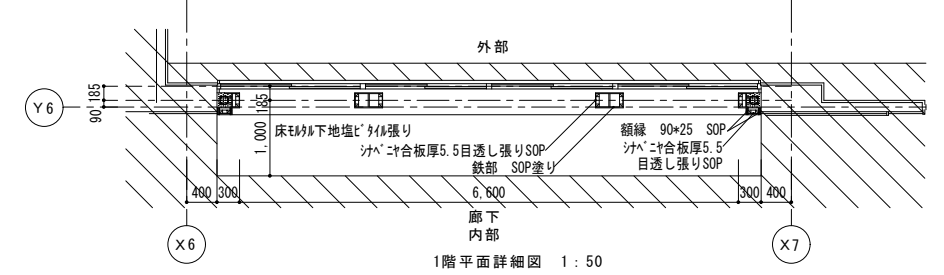 外部
Y6
185
90
185
1,000
床モルタル下地塩ビタイル張り
シナベニヤ合板厚5.5目透し張りSOP
鉄部 SOP塗り
額縁 90*25 SOP
シナベニヤ合板厚5.5
目透し張りSOP
400
300
6,600
300
400
廊下
内部
X6
X7
1階平面詳細図 1:50